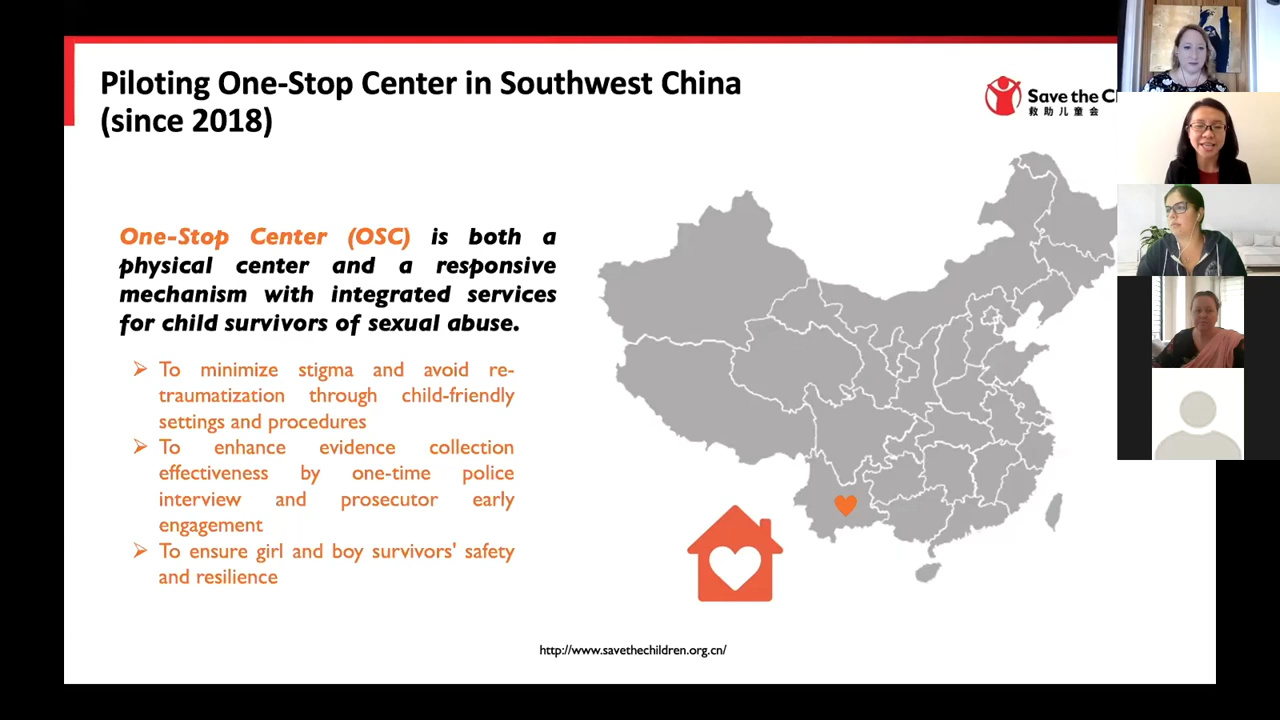 Piloting One-Stop Center in Southwest China
(since 2018)
Save the C
救助儿童会
One-Stop Center (OSC) is both a
physical center and a responsive
mechanism with integrated services
for child survivors of sexual abuse.
To minimize stigma and avoid re-
traumatization through child-friendly
settings and procedures
To enhance evidence collection
effectiveness by one-time police
interview and prosecutor early
engagement
To ensure girl and boy survivors' safety
and resilience
http://www.savethechildren.org.cn/